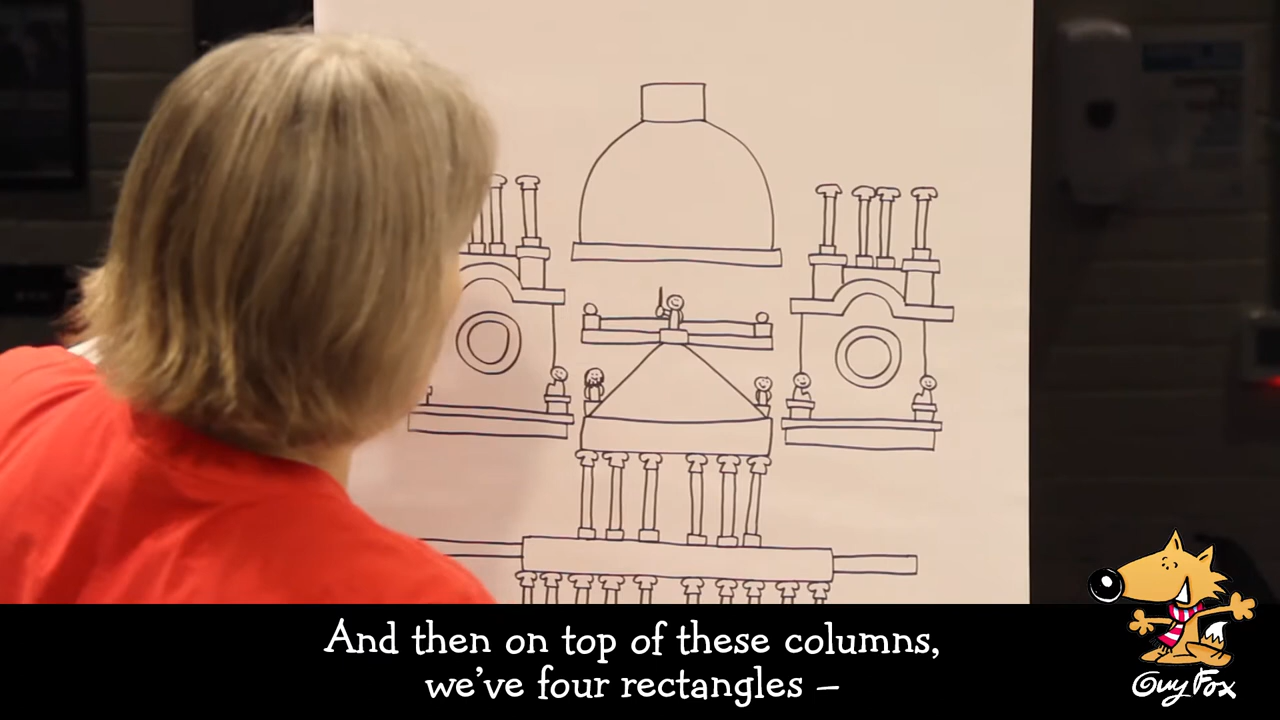 And then on top of these columns,
we've four rectangles –
Guy Fox